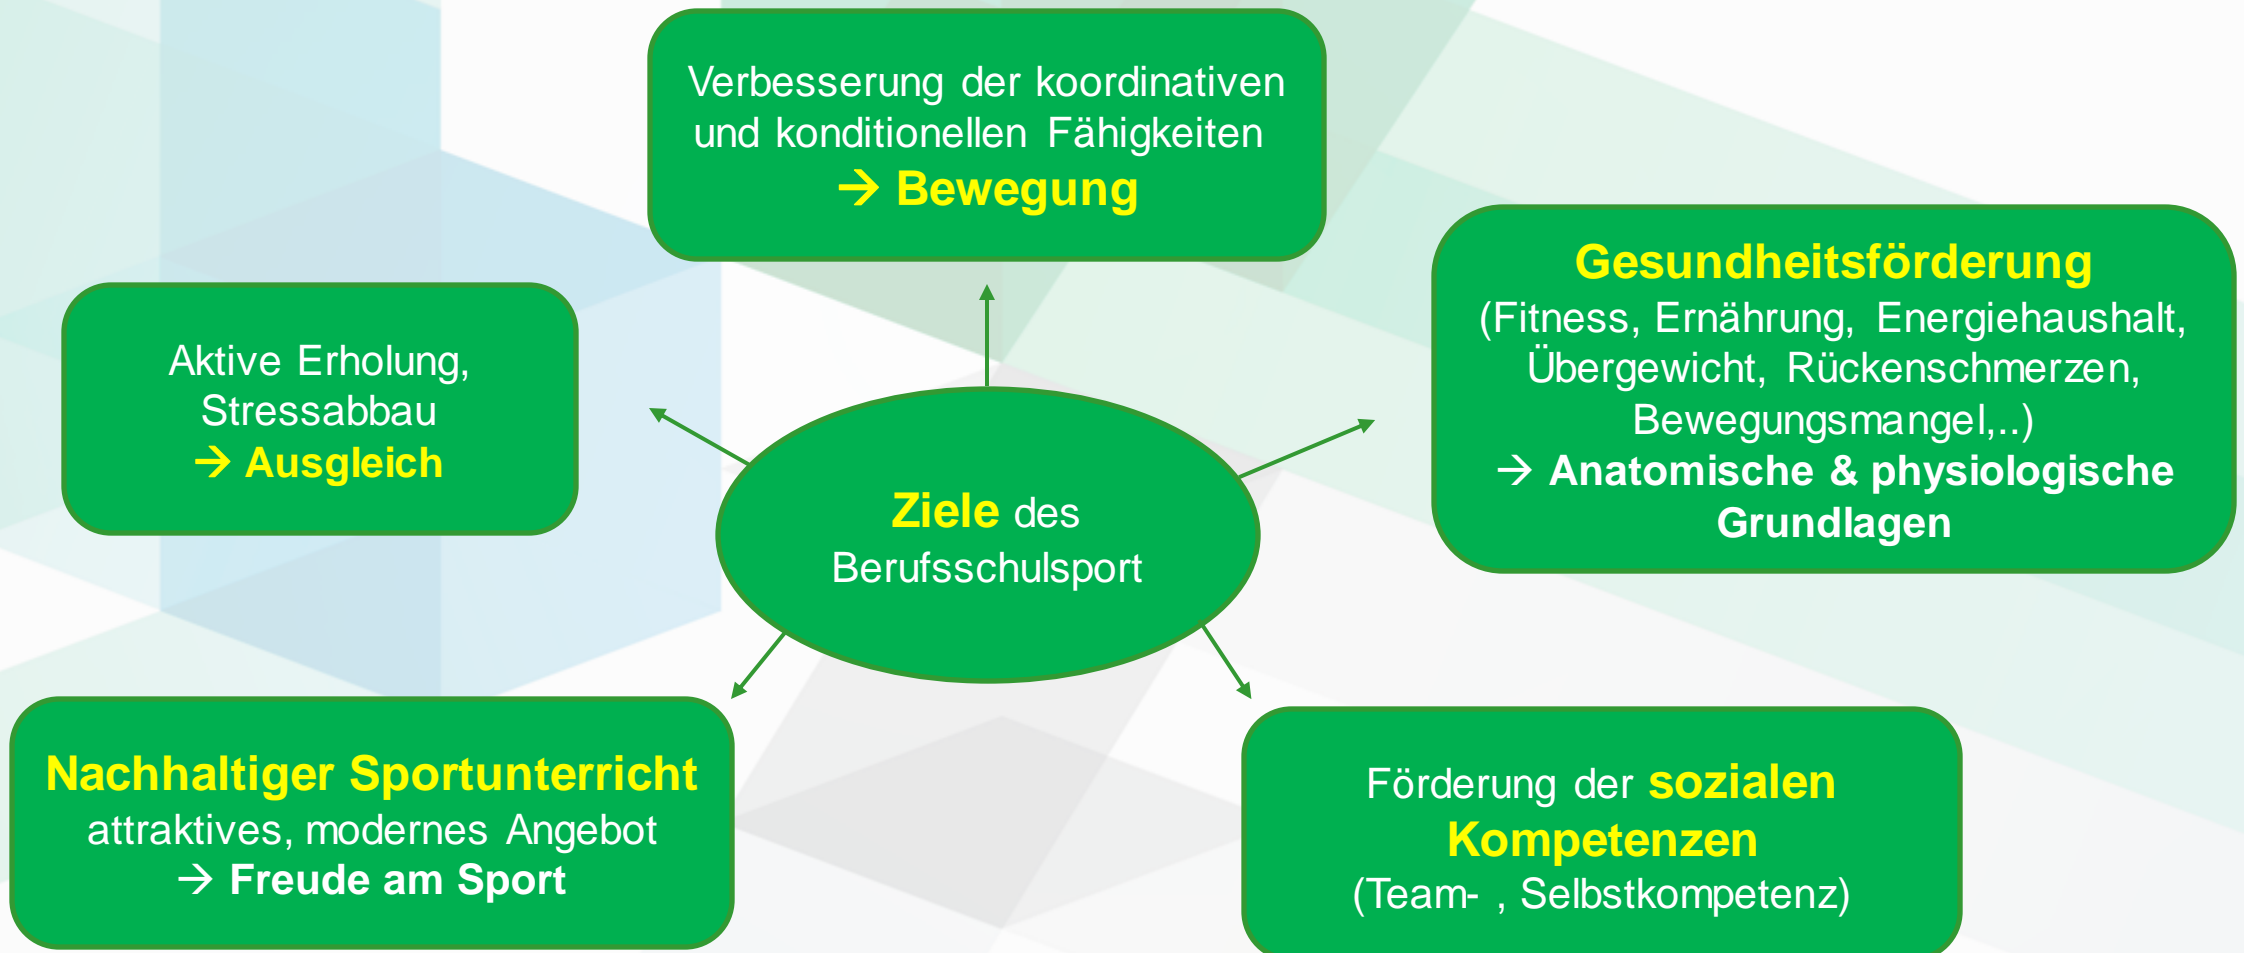 Verbesserung der koordinativen
und konditionellen Fähigkeiten
→ Bewegung
Gesundheitsförderung
(Fitness, Ernährung, Energiehaushalt,
Übergewicht, Rückenschmerzen,
Bewegungsmangel,..)
→ Anatomische & physiologische
Grundlagen
Aktive Erholung,
Stressabbau
→ Ausgleich
Ziele des
Berufsschulsport
Nachhaltiger Sportunterricht
attraktives, modernes Angebot
→ Freude am Sport
Förderung der sozialen
Kompetenzen
(Team- , Selbstkompetenz)